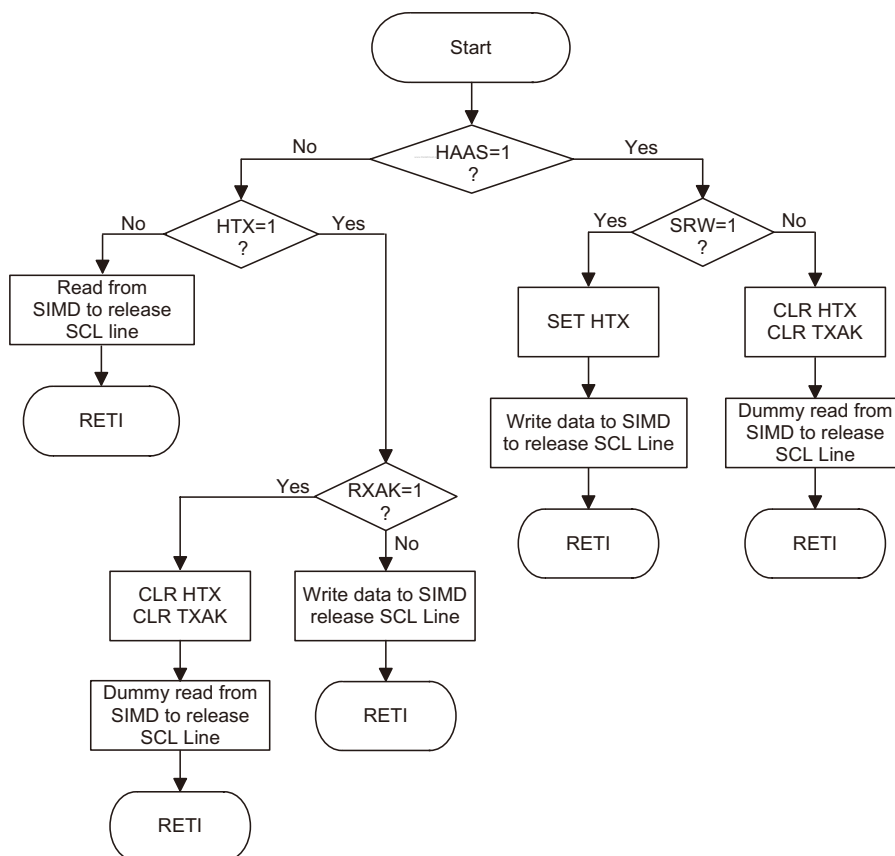 Start
HAAS=1
?
No
Yes
HTX=1
?
No
Yes
SRW=1
?
Yes
No
Read from
SIMD to release
SCL line
RETI
SET HTX
Write data to SIMD
to release SCL Line
RETI
CLR HTX
CLR TXAK
Dummy read from
SIMD to release
SCL Line
RETI
RXAK=1
?
Yes
No
CLR HTX
CLR TXAK
Dummy read from
SIMD to release
SCL Line
RETI
Write data to SIMD
release SCL Line
RETI